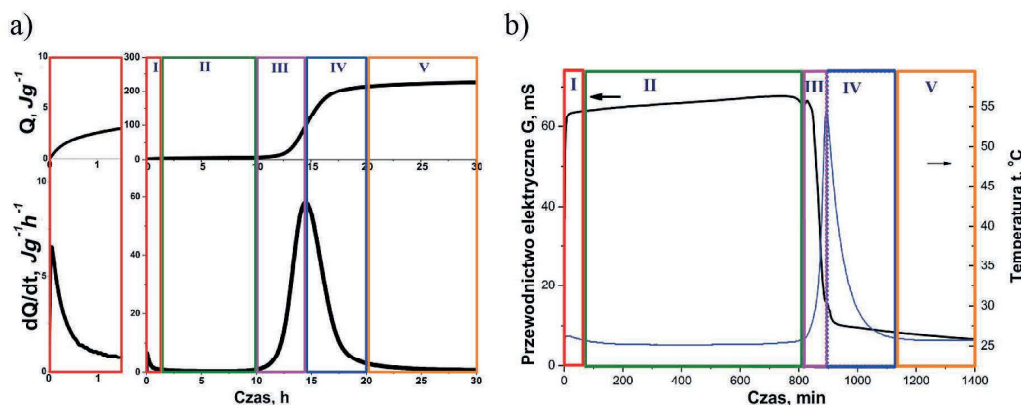 a)
b)
10
5
0
0
1
Q, Jg⁻¹
300
200
100
0
0
5
10
15
20
25
30
I
II
III
IV
V
10
5
0
0
1
dQ/dt, Jg⁻¹h⁻¹
60
40
20
0
0
5
10
15
20
25
30
Czas, h
I
II
III
IV
V
60
40
20
0
Przewodnictwo elektryczne G, mS
0
200
400
600
800
1000
1200
1400
Czas, min
55
50
45
40
35
30
25
Temperatura t, °C